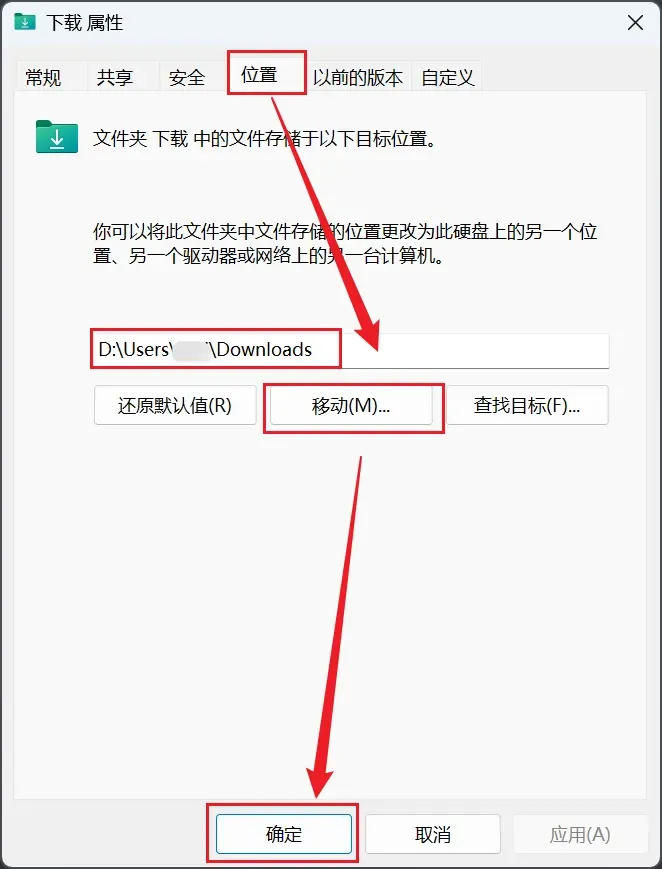 下载 属性
常规 共享 安全 位置 以前的版本 自定义
文件夹 下载 中的文件存储于以下目标位置。
你可以将此文件夹中文件存储的位置更改为此硬盘上的另一个位
置、另一个驱动器或网络上的另一台计算机。
D:\Users\ \Downloads
还原默认值(R) 移动(M)... 查找目标(F)...
确定 取消 应用(A)